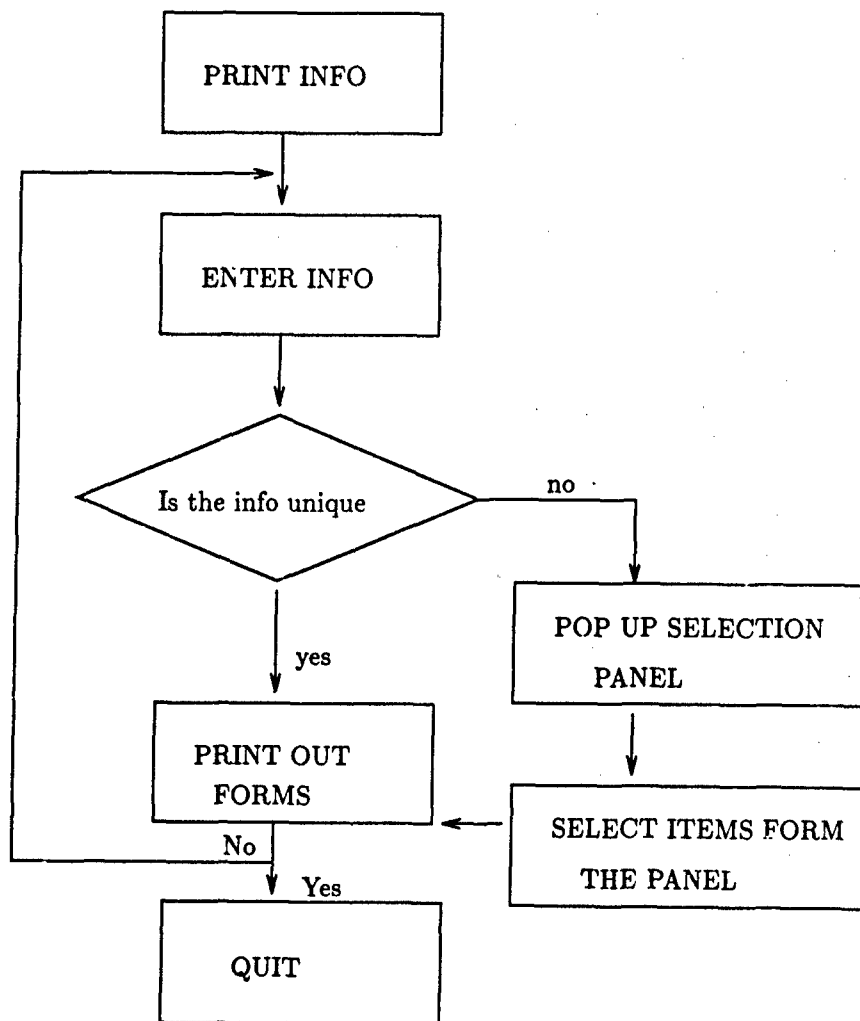 PRINT INFO
ENTER INFO
Is the info unique
no
yes
POP UP SELECTION
PANEL
PRINT OUT
FORMS
SELECT ITEMS FORM
THE PANEL
No
Yes
QUIT